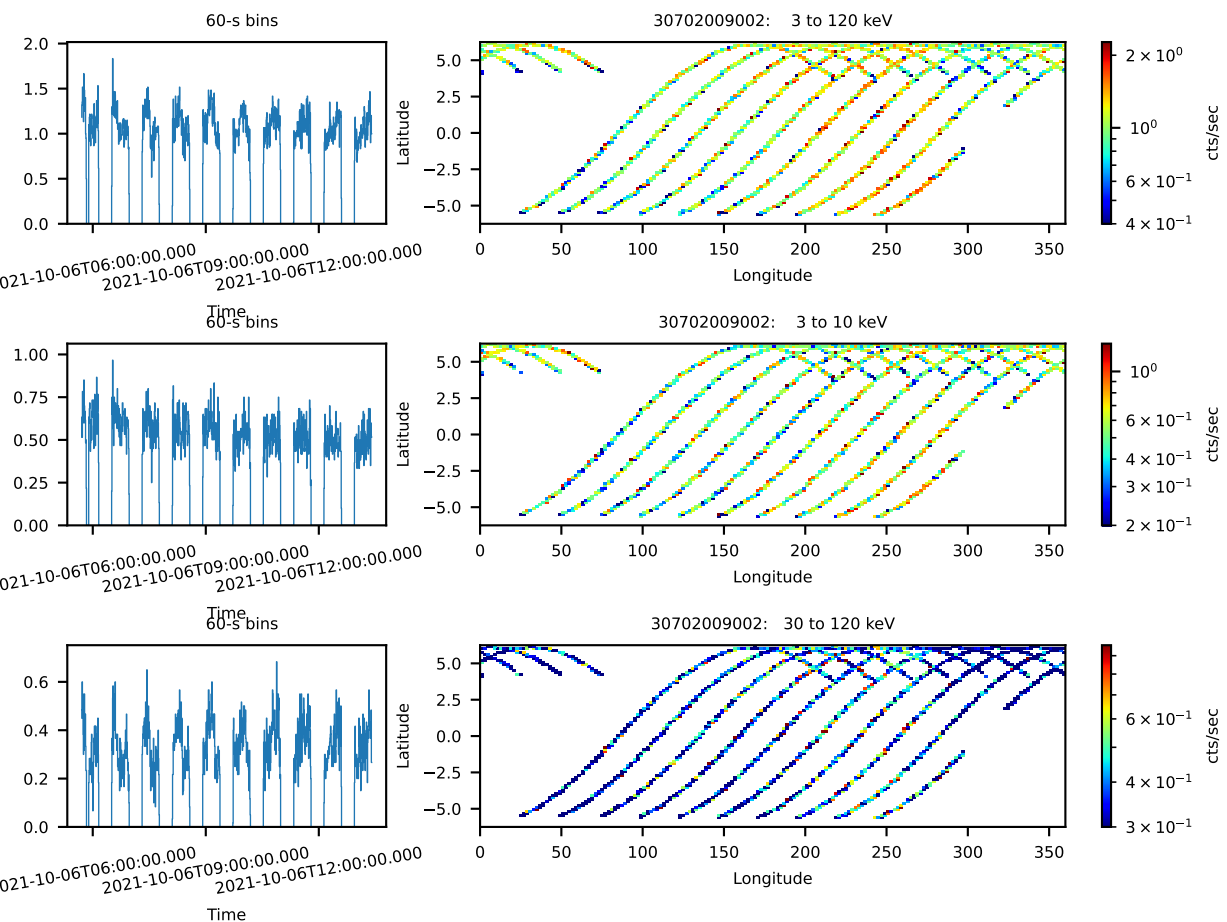 60-s bins
30702009002: 3 to 120 keV
2.0
1.5
1.0
0.5
0.0
021-10-06T06:00:00.000
2021-10-06T09:00:00.000
2021-10-06T12:00:00.000
Time
Latitude
5.0
2.5
0.0
−2.5
−5.0
0 50 100 150 200 250 300 350
Longitude
2 × 10⁰
10⁰
6 × 10⁻¹
4 × 10⁻¹
cts/sec
60-s bins
30702009002: 3 to 10 keV
1.00
0.75
0.50
0.25
0.00
021-10-06T06:00:00.000
2021-10-06T09:00:00.000
2021-10-06T12:00:00.000
Time
Latitude
5.0
2.5
0.0
−2.5
−5.0
0 50 100 150 200 250 300 350
Longitude
10⁰
6 × 10⁻¹
4 × 10⁻¹
3 × 10⁻¹
2 × 10⁻¹
cts/sec
60-s bins
30702009002: 30 to 120 keV
0.6
0.4
0.2
0.0
021-10-06T06:00:00.000
2021-10-06T09:00:00.000
2021-10-06T12:00:00.000
Time
Latitude
5.0
2.5
0.0
−2.5
−5.0
0 50 100 150 200 250 300 350
Longitude
6 × 10⁻¹
4 × 10⁻¹
3 × 10⁻¹
cts/sec